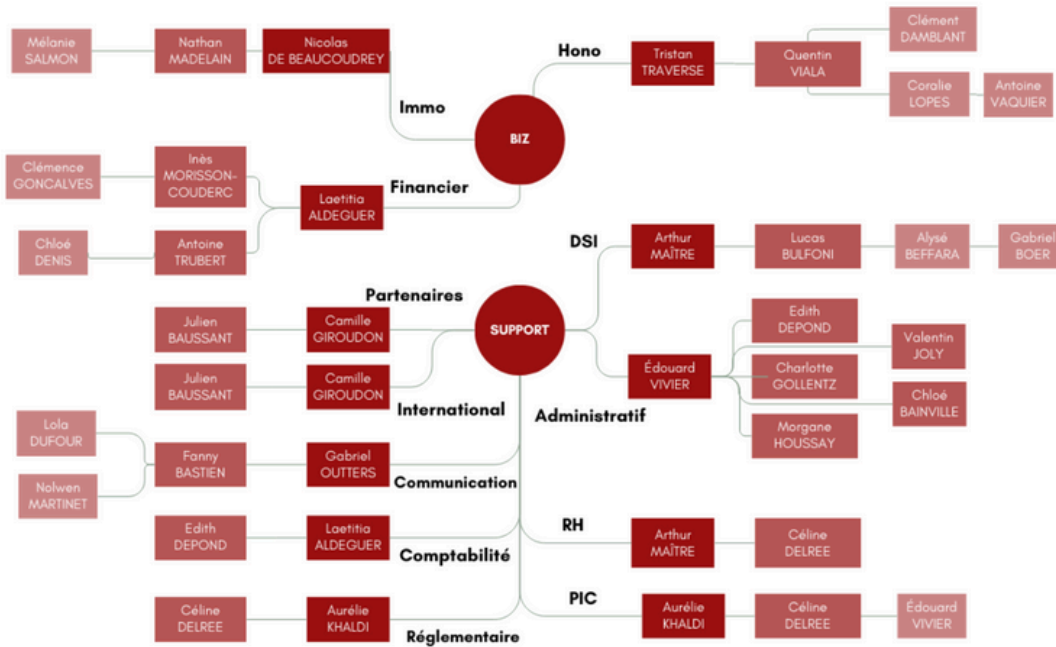 Mélanie
SALMON
Nathan
MADELAIN
Nicolas
DE BEAUCOUDREY
Immo
BIZ
Hono
Tristan
TRAVERSE
Quentin
VIALA
Clément
DAMBLANT
Coralie
LOPES
Antoine
VAQUIER
Clémence
GONCALVES
Inès
MORISSON-
COUDERC
Chloé
DENIS
Antoine
TRUBERT
Laetitia
ALDEGUER
Financier
DSI
Arthur
MAÎTRE
Lucas
BULFONI
Alysé
BEFFARA
Gabriel
BOER
Partenaires
Julien
BAUSSANT
Camille
GIROUDON
SUPPORT
Julien
BAUSSANT
Camille
GIROUDON
International
Administratif
Édouard
VIVIER
Edith
DEPOND
Valentin
JOLY
Charlotte
GOLLENTZ
Chloé
BAINVILLE
Morgane
HOUSSAY
Lola
DUFOUR
Nolwen
MARTINET
Fanny
BASTIEN
Gabriel
OUTTERS
Communication
Edith
DEPOND
Laetitia
ALDEGUER
Comptabilité
RH
Arthur
MAÎTRE
Céline
DELREE
Céline
DELREE
Aurélie
KHALDI
Réglementaire
PIC
Aurélie
KHALDI
Céline
DELREE
Édouard
VIVIER